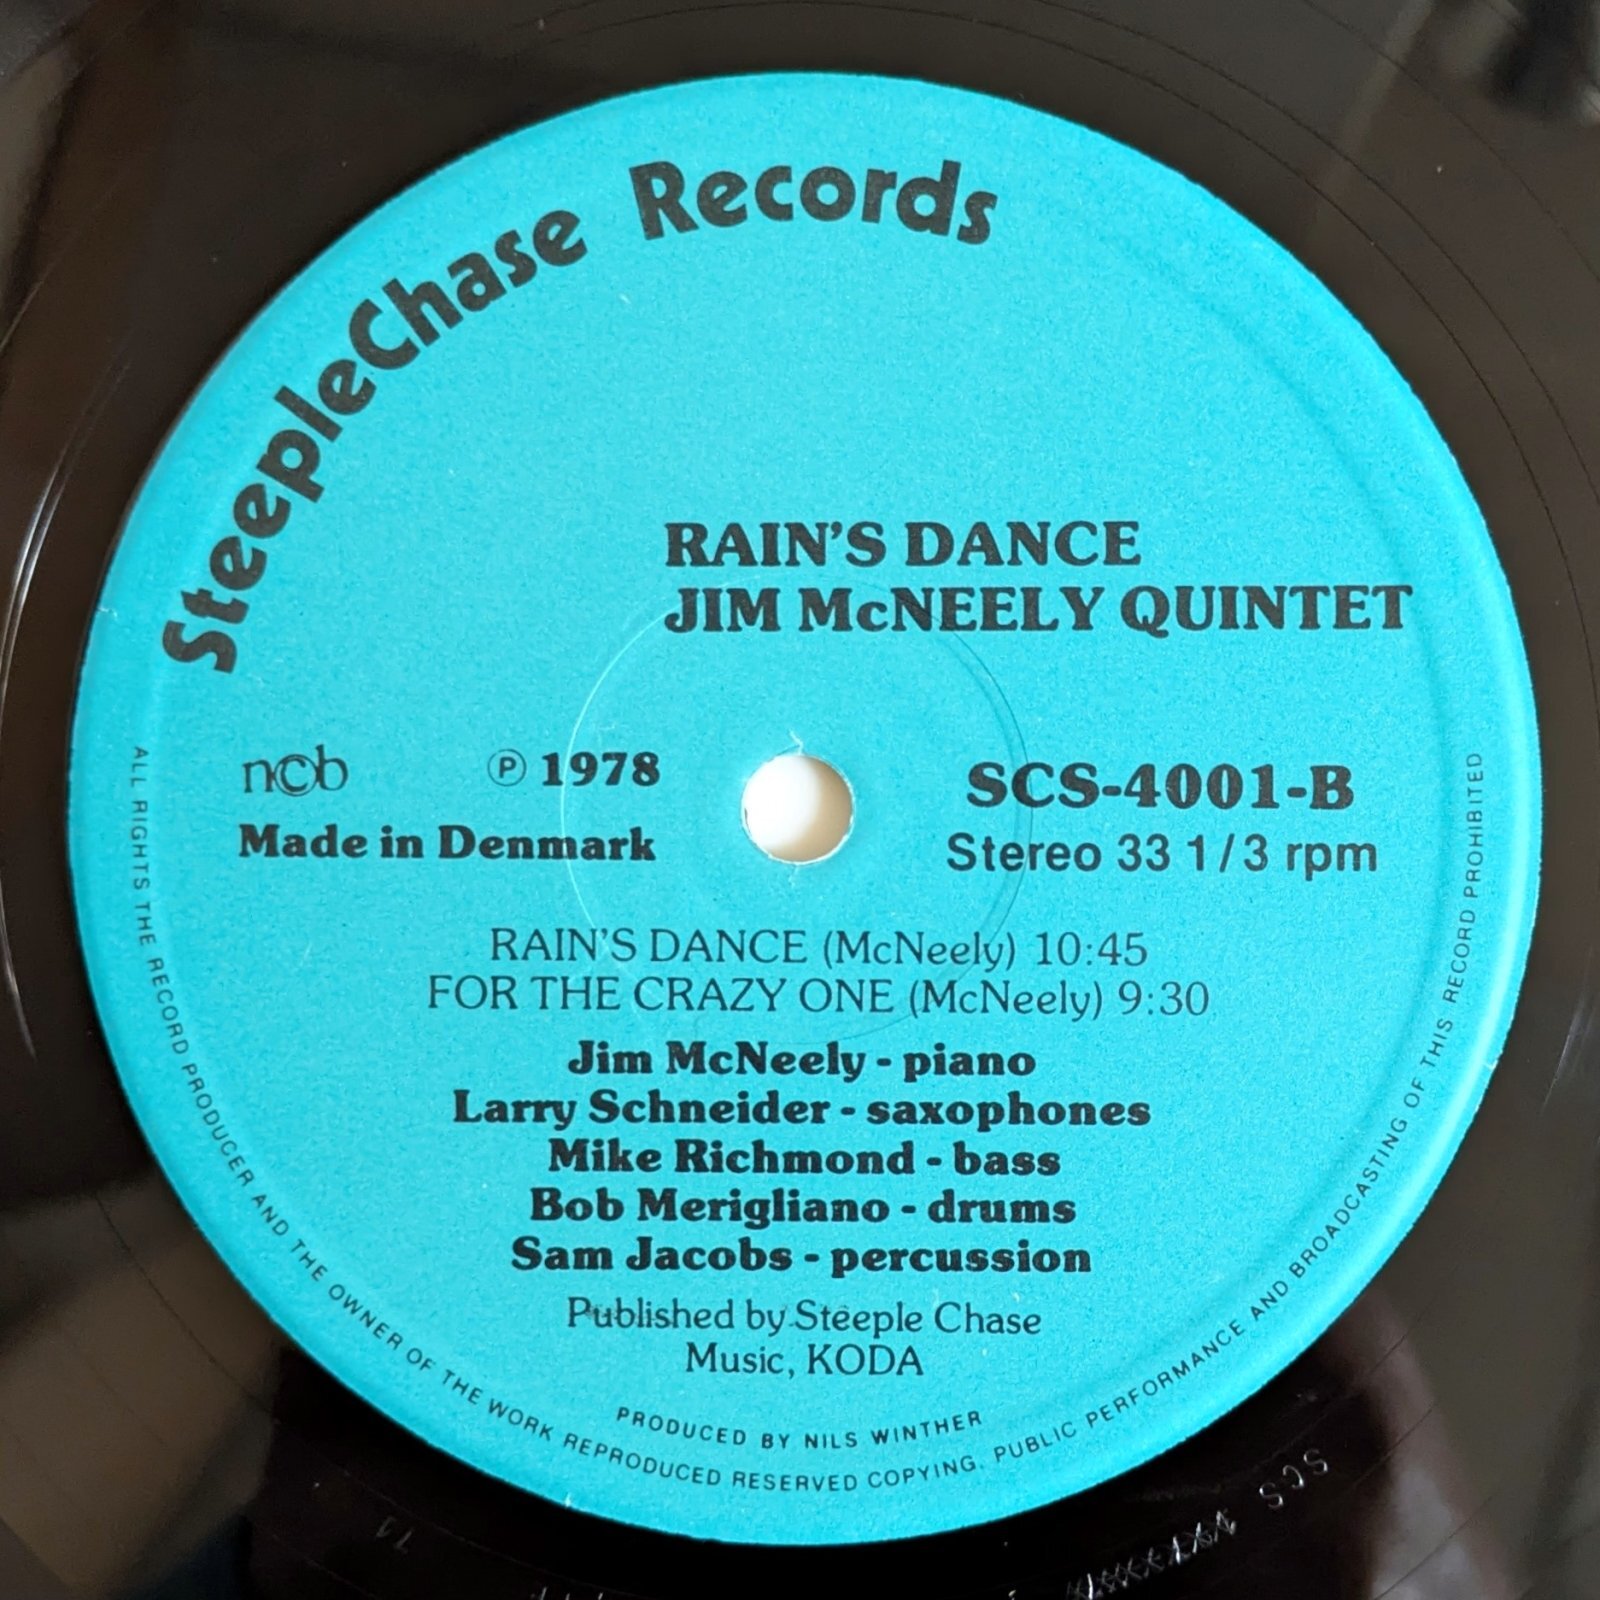 SteepleChase Records
RAIN'S DANCE
JIM McNEELY QUINTET
ncb
Ⓟ 1978
Made in Denmark
SCS-4001-B
Stereo 33 1/3 rpm
RAIN'S DANCE (McNeely) 10:45
FOR THE CRAZY ONE (McNeely) 9:30
Jim McNeely - piano
Larry Schneider - saxophones
Mike Richmond - bass
Bob Merigliano - drums
Sam Jacobs - percussion
Published by Steeple Chase
Music, KODA
PRODUCED BY NILS WINTHER
ALL RIGHTS THE RECORD PRODUCER AND THE OWNER OF THE WORK REPRODUCED RESERVED COPYING, PUBLIC PERFORMANCE AND BROADCASTING OF THIS RECORD PROHIBITED
SCS